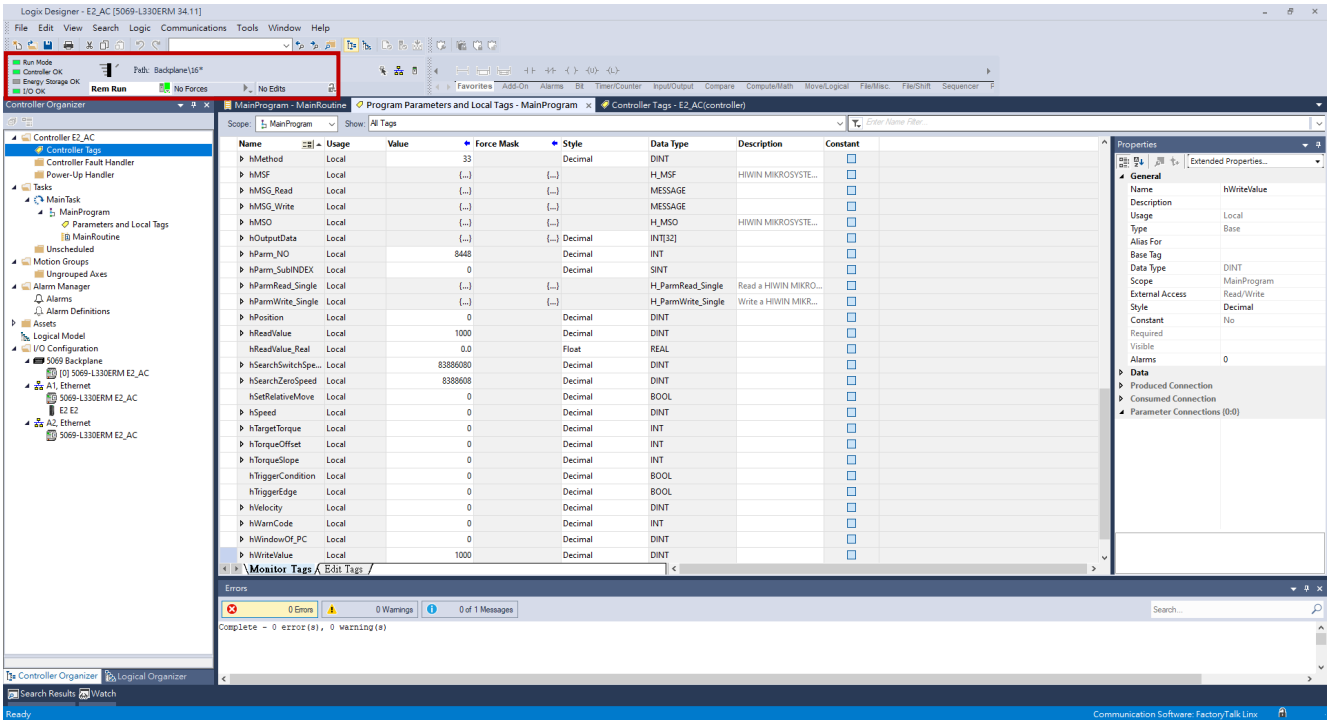 Logix Designer - E2_AC [5069-L330ERM 34.11]
File Edit View Search Logic Communications Tools Window Help
Run Mode
Controller OK
Energy Storage OK
I/O OK
Path: Backplane\16*
Rem Run No Forces No Edits
Favorites Add-On Alarms Bit Timer/Counter Input/Output Compare Compute/Math Move/Logical File/Misc. File/Shift Sequencer
Controller Organizer
MainProgram - MainRoutine Program Parameters and Local Tags - MainProgram Controller Tags - E2_AC(controller)
Scope: MainProgram Show: All Tags Enter Name Filter...
Controller E2_AC
Controller Tags
Controller Fault Handler
Power-Up Handler
Tasks
MainTask
MainProgram
Parameters and Local Tags
MainRoutine
Unscheduled
Motion Groups
Ungrouped Axes
Alarm Manager
Alarms
Alarm Definitions
Assets
Logical Model
I/O Configuration
5069 Backplane
[0] 5069-L330ERM E2_AC
A1, Ethernet
5069-L330ERM E2_AC
E2 E2
A2, Ethernet
5069-L330ERM E2_AC
Name Usage Value Force Mask Style Data Type Description Constant
hMethod Local 33 Decimal DINT
hMSF Local {...} {...} H_MSF HIWIN MIKROSYSTE...
hMSG_Read Local {...} {...} MESSAGE
hMSG_Write Local {...} {...} MESSAGE
hMSO Local {...} {...} H_MSO HIWIN MIKROSYSTE...
hOutputData Local {...} {...} Decimal INT[32]
hParm_NO Local 8448 Decimal INT
hParm_SubINDEX Local 0 Decimal SINT
hParmRead_Single Local {...} {...} H_ParmRead_Single Read a HIWIN MIKRO...
hParmWrite_Single Local {...} {...} H_ParmWrite_Single Write a HIWIN MIKR...
hPosition Local 0 Decimal DINT
hReadValue Local 1000 Decimal DINT
hReadValue_Real Local 0.0 Float REAL
hSearchSwitchSpe... Local 83886080 Decimal DINT
hSearchZeroSpeed Local 8388608 Decimal DINT
hSetRelativeMove Local 0 Decimal BOOL
hSpeed Local 0 Decimal DINT
hTargetTorque Local 0 Decimal INT
hTorqueOffset Local 0 Decimal INT
hTorqueSlope Local 0 Decimal INT
hTriggerCondition Local 0 Decimal BOOL
hTriggerEdge Local 0 Decimal BOOL
hVelocity Local 0 Decimal DINT
hWarnCode Local 0 Decimal INT
hWindowOf_PC Local 0 Decimal DINT
hWriteValue Local 1000 Decimal DINT
Monitor Tags Edit Tags
Properties
Extended Properties...
General
Name hWriteValue
Description
Usage Local
Type Base
Alias For
Base Tag
Data Type DINT
Scope MainProgram
External Access Read/Write
Style Decimal
Constant No
Required
Visible
Alarms 0
Data
Produced Connection
Consumed Connection
Parameter Connections {0:0}
Errors
0 Errors 0 Warnings 0 of 1 Messages Search...
Complete - 0 error(s), 0 warning(s)
Controller Organizer Logical Organizer
Search Results Watch
Ready Communication Software: FactoryTalk Linx